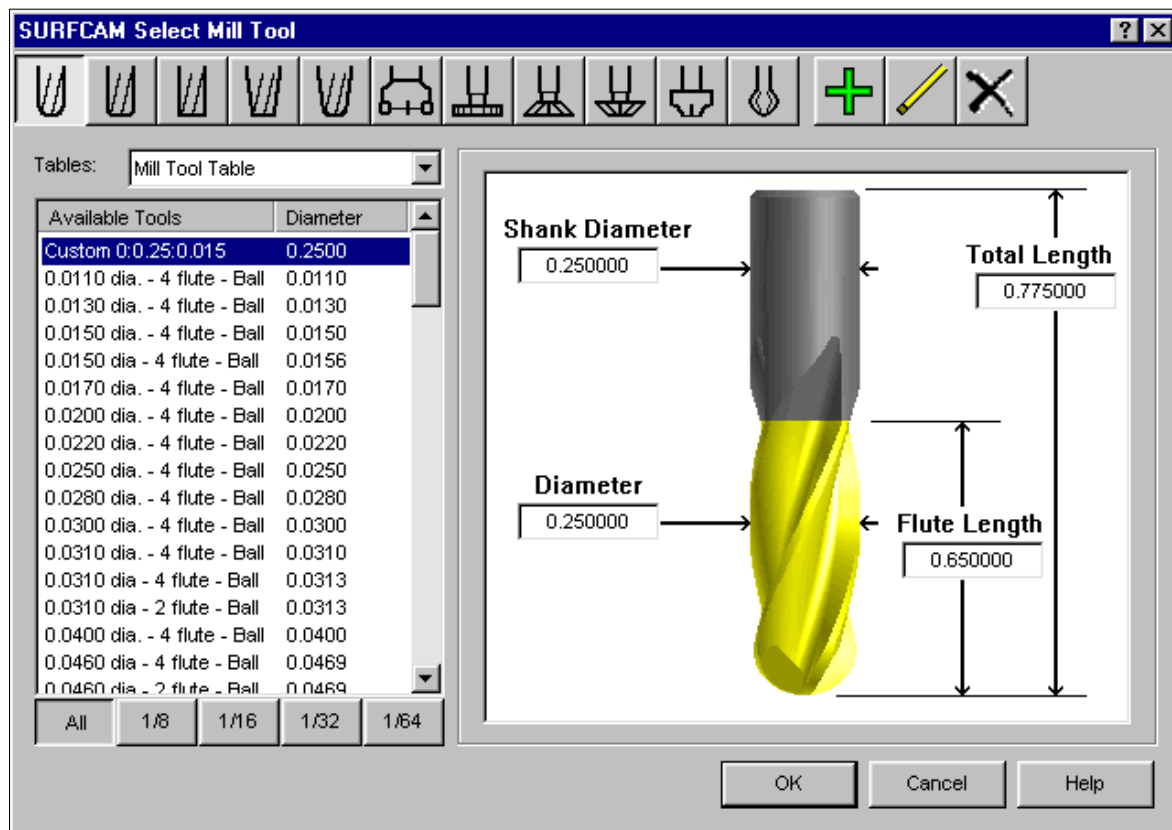 SURFCAM Select Mill Tool
Tables: Mill Tool Table
Available Tools Diameter
Custom 0:0.25:0.015 0.2500
0.0110 dia. - 4 flute - Ball 0.0110
0.0130 dia. - 4 flute - Ball 0.0130
0.0150 dia. - 4 flute - Ball 0.0150
0.0150 dia - 4 flute - Ball 0.0156
0.0170 dia. - 4 flute - Ball 0.0170
0.0200 dia. - 4 flute - Ball 0.0200
0.0220 dia. - 4 flute - Ball 0.0220
0.0250 dia. - 4 flute - Ball 0.0250
0.0280 dia. - 4 flute - Ball 0.0280
0.0300 dia. - 4 flute - Ball 0.0300
0.0310 dia. - 4 flute - Ball 0.0310
0.0310 dia - 4 flute - Ball 0.0313
0.0310 dia - 2 flute - Ball 0.0313
0.0400 dia. - 4 flute - Ball 0.0400
0.0460 dia - 4 flute - Ball 0.0469
0.0460 dia - 2 flute - Ball 0.0469
All 1/8 1/16 1/32 1/64
Shank Diameter
0.250000
Total Length
0.775000
Diameter
0.250000
Flute Length
0.650000
OK Cancel Help